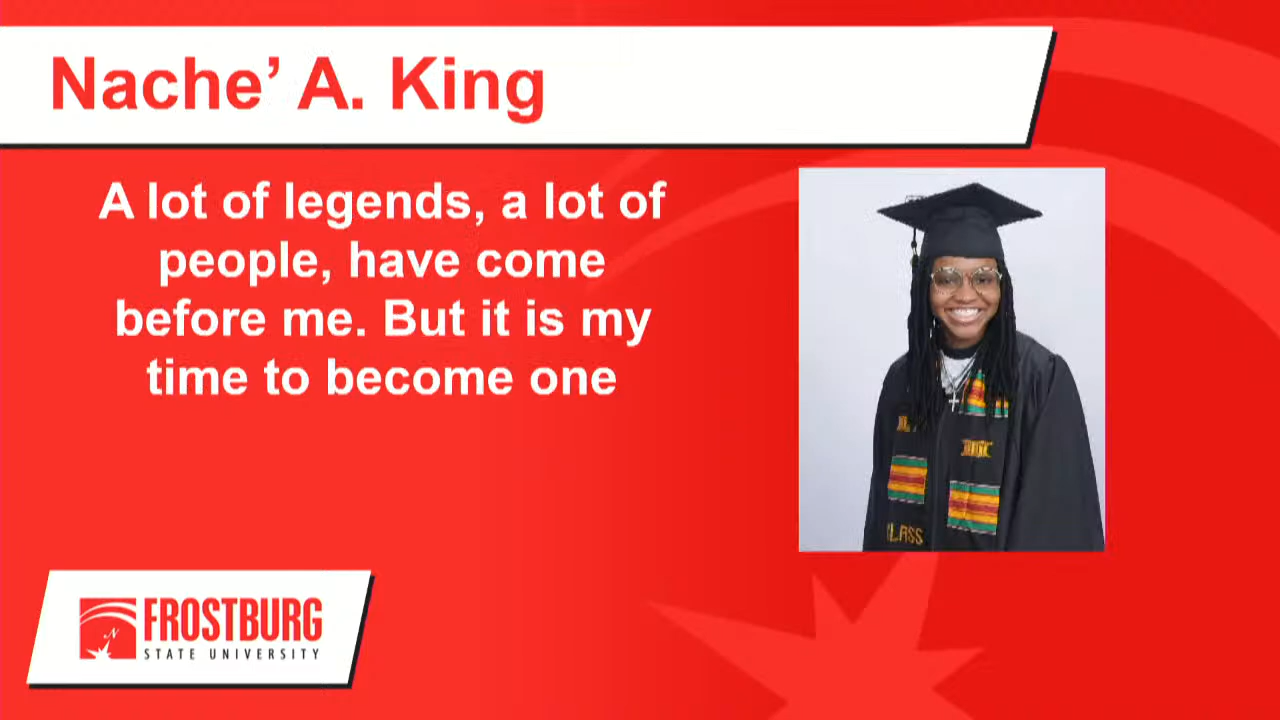 Nache’ A. King
A lot of legends, a lot of
people, have come
before me. But it is my
time to become one
CLASS
FROSTBURG
STATE UNIVERSITY